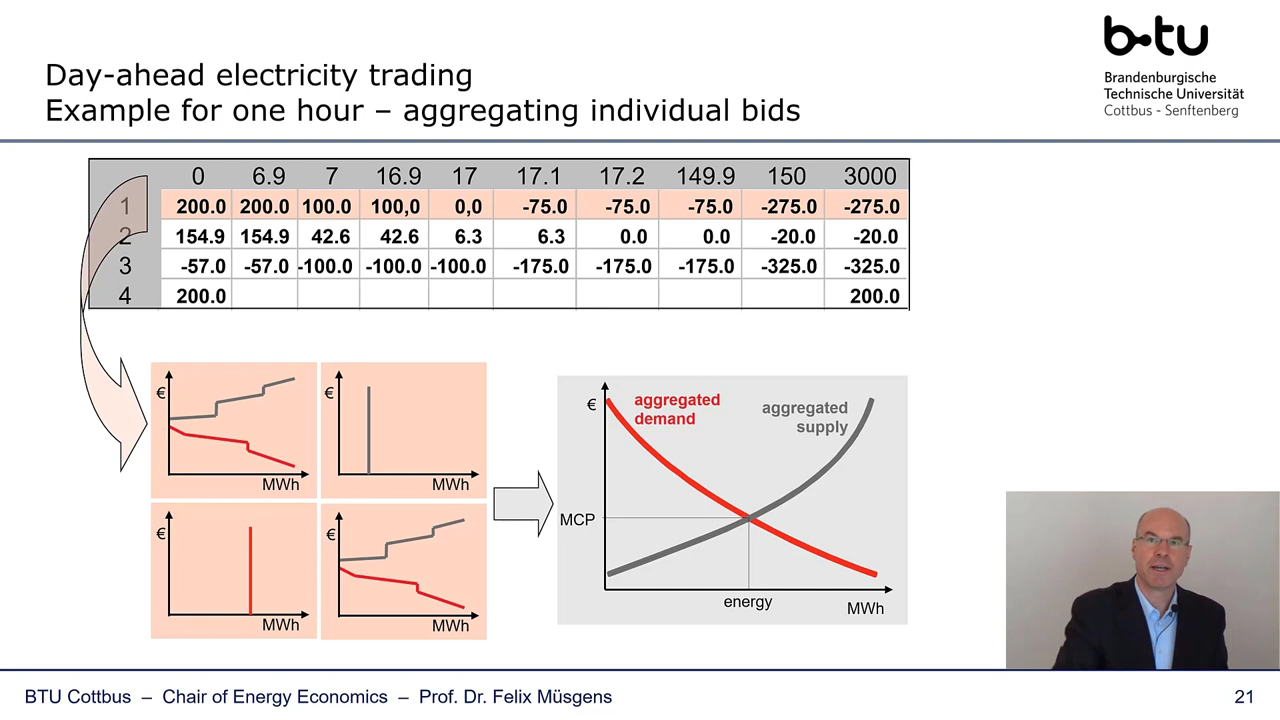 b-tu
Brandenburgische
Technische Universität
Cottbus - Senftenberg
Day-ahead electricity trading
Example for one hour – aggregating individual bids
0 6.9 7 16.9 17 17.1 17.2 149.9 150 3000
1 200.0 200.0 100.0 100,0 0,0 -75.0 -75.0 -75.0 -275.0 -275.0
2 154.9 154.9 42.6 42.6 6.3 6.3 0.0 0.0 -20.0 -20.0
3 -57.0 -57.0 -100.0 -100.0 -100.0 -175.0 -175.0 -175.0 -325.0 -325.0
4 200.0 200.0
€
MWh
€
MWh
€
MWh
€
MWh
€
aggregated
demand
aggregated
supply
MCP
energy
MWh
BTU Cottbus – Chair of Energy Economics – Prof. Dr. Felix Müsgens
21